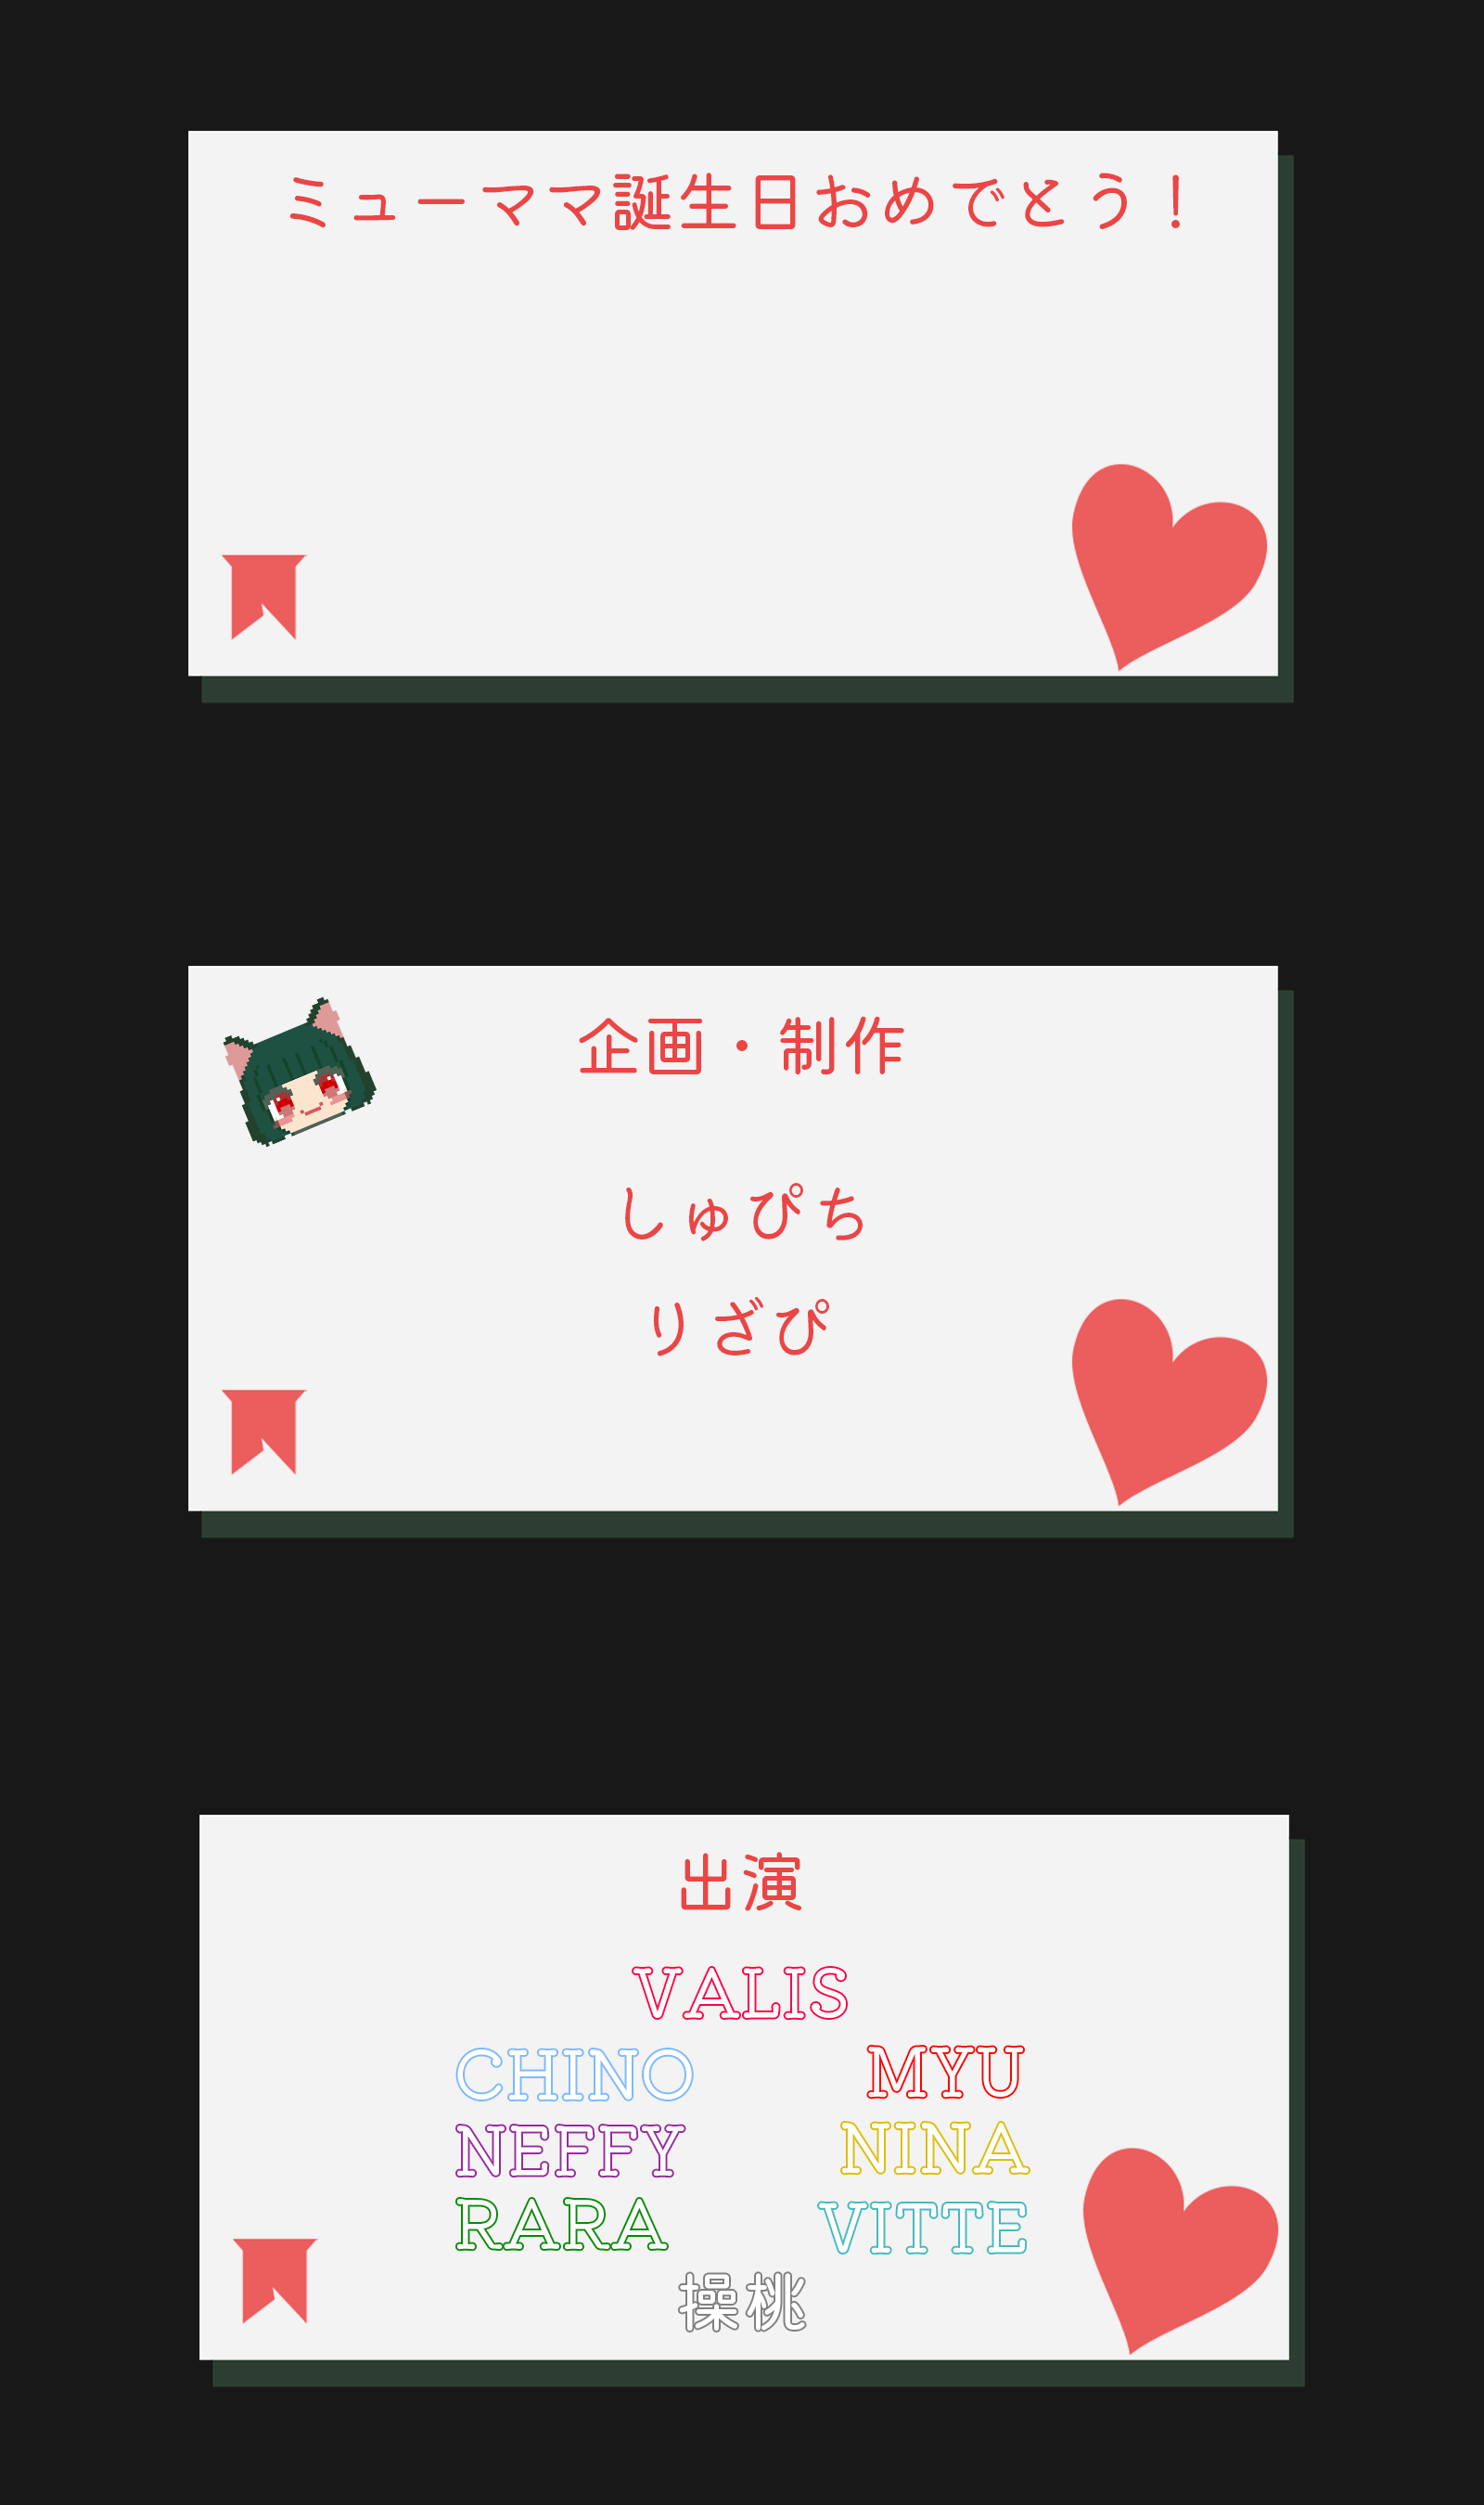 ミューママ誕生日おめでとう！
企画・制作
しゅぴち
りざぴ
出演
VALIS
CHINO MYU
NEFFY NINA
RARA VITTE
操桃